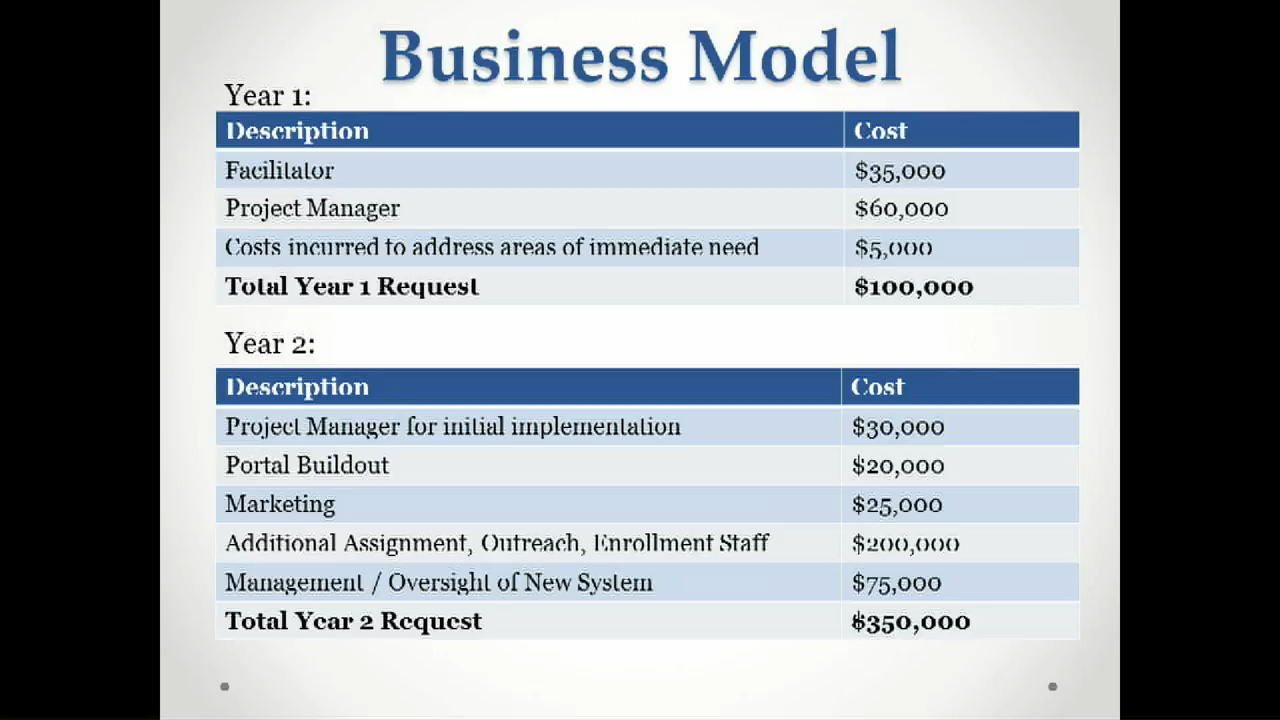 Business Model
Year 1:
Description Cost
Facilitator $35,000
Project Manager $60,000
Costs incurred to address areas of immediate need $5,000
Total Year 1 Request $100,000
Year 2:
Description Cost
Project Manager for initial implementation $30,000
Portal Buildout $20,000
Marketing $25,000
Additional Assignment, Outreach, Enrollment Staff $200,000
Management / Oversight of New System $75,000
Total Year 2 Request $350,000